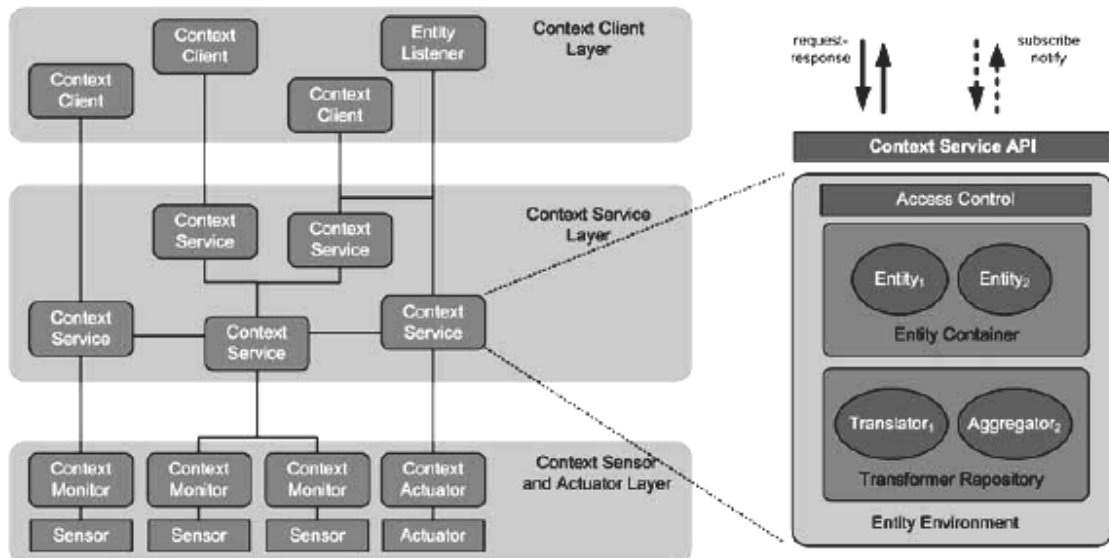 Context
Client
Context
Client
Entity
Listener
Context
Client
Context Client
Layer
Context
Service
Context
Service
Context Service
Layer
Context
Service
Context
Service
Context
Service
Context
Monitor
Context
Monitor
Context
Monitor
Context
Actuator
Context Sensor
and Actuator Layer
Sensor
Sensor
Sensor
Actuator
request-
response
subscribe
notify
Context Service API
Access Control
Entity1
Entity2
Entity Container
Translator1
Aggregator2
Transformer Repository
Entity Environment